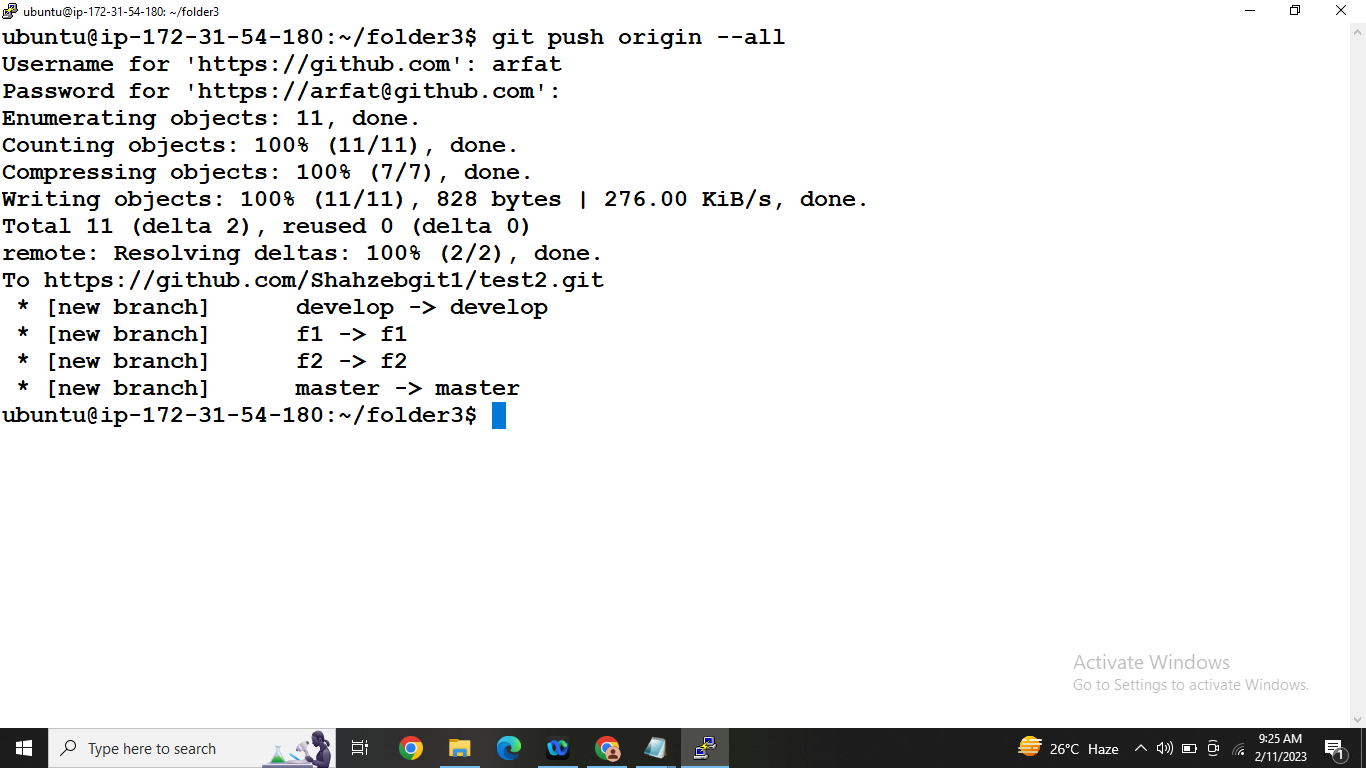 ubuntu@ip-172-31-54-180: ~/folder3
ubuntu@ip-172-31-54-180:~/folder3$ git push origin --all
Username for 'https://github.com': arfat
Password for 'https://arfat@github.com':
Enumerating objects: 11, done.
Counting objects: 100% (11/11), done.
Compressing objects: 100% (7/7), done.
Writing objects: 100% (11/11), 828 bytes | 276.00 KiB/s, done.
Total 11 (delta 2), reused 0 (delta 0)
remote: Resolving deltas: 100% (2/2), done.
To https://github.com/Shahzebgit1/test2.git
 * [new branch]      develop -> develop
 * [new branch]      f1 -> f1
 * [new branch]      f2 -> f2
 * [new branch]      master -> master
ubuntu@ip-172-31-54-180:~/folder3$
Activate Windows
Go to Settings to activate Windows.
Type here to search
26°C Haze
9:25 AM
2/11/2023
1